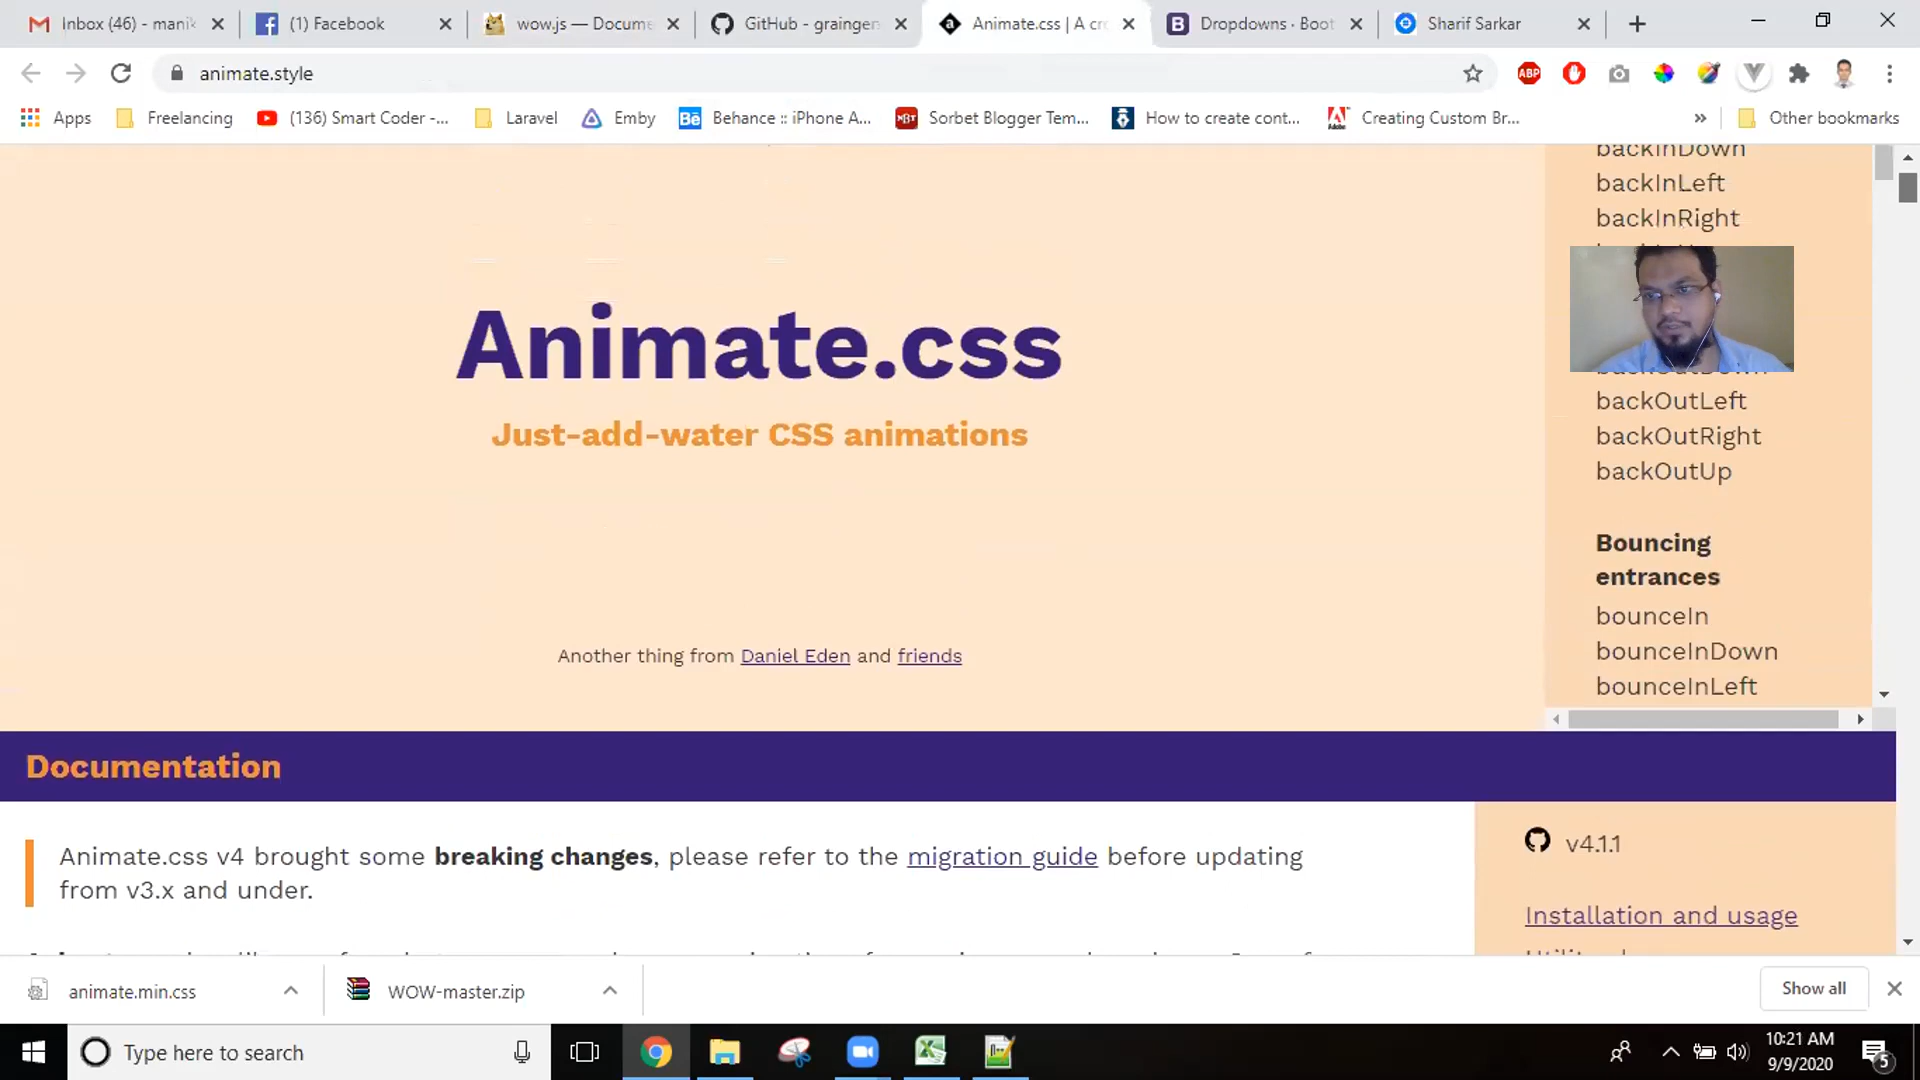 Inbox (46) - manik
(1) Facebook
wow.js — Docume
GitHub - graingen
Animate.css | A cr
Dropdowns · Boot
Sharif Sarkar
animate.style
ABP
Apps
Freelancing
(136) Smart Coder -...
Laravel
Emby
Bē
Behance :: iPhone A...
MBT
Sorbet Blogger Tem...
How to create cont...
Creating Custom Br...
Other bookmarks
backInDown
backInLeft
backInRight
backOutLeft
backOutRight
backOutUp
Bouncing
entrances
bounceIn
bounceInDown
bounceInLeft
Animate.css
Just-add-water CSS animations
Another thing from Daniel Eden and friends
Documentation
Animate.css v4 brought some breaking changes, please refer to the migration guide before updating
from v3.x and under.
v4.1.1
Installation and usage
animate.min.css
WOW-master.zip
Show all
Type here to search
10:21 AM
9/9/2020
5